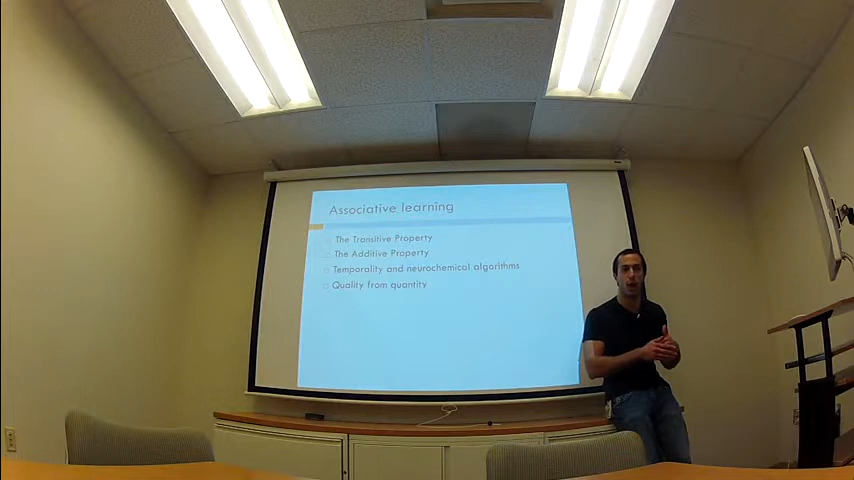 Associative learning
The Transitive Property
The Additive Property
Temporality and neurochemical algorithms
Quality from quantity